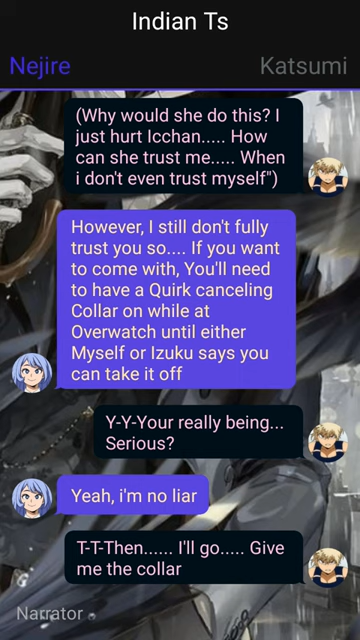 Indian Ts
Nejire
Katsumi
(Why would she do this? I
just hurt Icchan..... How
can she trust me..... When
i don't even trust myself")
However, I still don't fully
trust you so.... If you want
to come with, You'll need
to have a Quirk canceling
Collar on while at
Overwatch until either
Myself or Izuku says you
can take it off
Y-Y-Your really being...
Serious?
Yeah, i'm no liar
T-T-Then...... I'll go..... Give
me the collar
Narrator